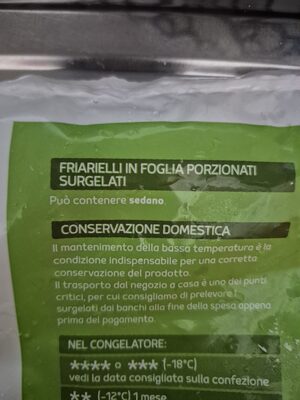 FRIARIELLI IN FOGLIA PORZIONATI
SURGELATI
Può contenere sedano.
CONSERVAZIONE DOMESTICA
Il mantenimento della bassa temperatura è la
condizione indispensabile per una corretta
conservazione del prodotto.
Il trasporto dal negozio a casa è uno dei punti
critici, per cui consigliamo di prelevare i
surgelati dai banchi alla fine della spesa appena
prima del pagamento.
NEL CONGELATORE:
**** o *** (-18°C)
vedi la data consigliata sulla confezione
** (-12°C) 1 mese